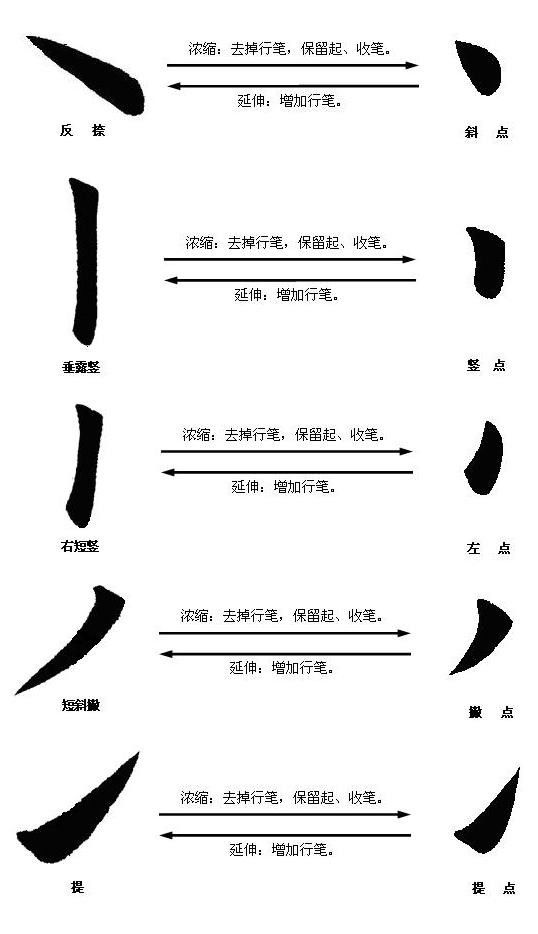 浓缩：去掉行笔，保留起、收笔。
延伸：增加行笔。
反 捺
斜 点
浓缩：去掉行笔，保留起、收笔。
延伸：增加行笔。
垂露竖
竖 点
浓缩：去掉行笔，保留起、收笔。
延伸：增加行笔。
右短竖
左 点
浓缩：去掉行笔，保留起、收笔。
延伸：增加行笔。
短斜撇
撇 点
浓缩：去掉行笔，保留起、收笔。
延伸：增加行笔。
提
提 点